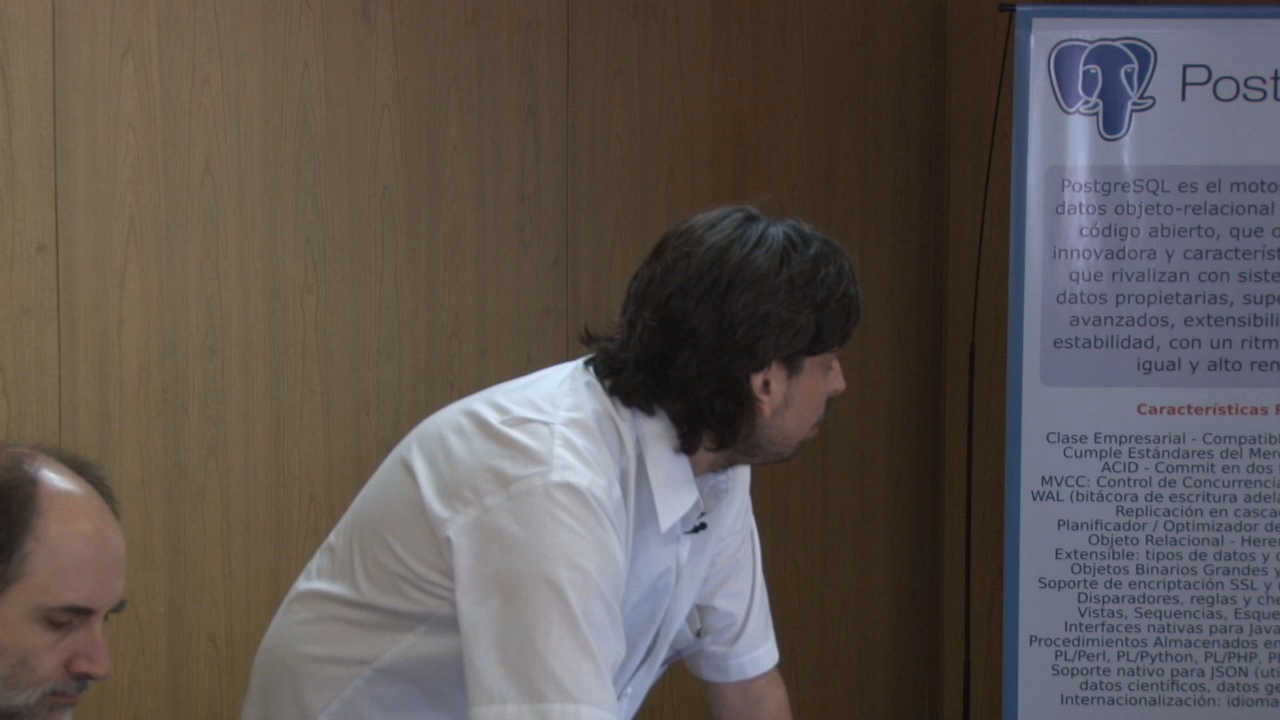 Post
PostgreSQL es el moto
datos objeto-relacional
código abierto, que
innovadora y caracterís
que rivalizan con siste
datos propietarias, supe
avanzados, extensibili
estabilidad, con un ritm
igual y alto ren
Características
Clase Empresarial - Compatibl
Cumple Estándares del Mer
ACID - Commit en dos
MVCC: Control de Concurrencia
WAL (bitácora de escritura adel
Replicación en casca
Planificador / Optimizador de
Objeto Relacional - Here
Extensible: tipos de datos y
Objetos Binarios Grandes y
Soporte de encriptación SSL y
Disparadores, reglas y che
Vistas, Sequencias, Esque
Interfaces nativas para Java
Procedimientos Almacenados en
PL/Perl, PL/Python, PL/PHP,
Soporte nativo para JSON (uti
datos científicos, datos ge
Internacionalización: idioma